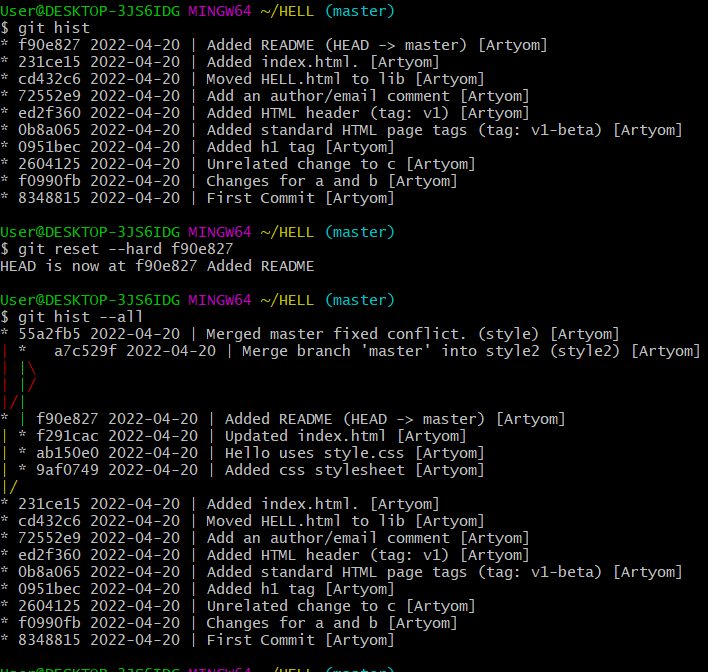 User@DESKTOP-3JS6IDG MINGW64 ~/HELL (master)
$ git hist
* f90e827 2022-04-20 | Added README (HEAD -> master) [Artyom]
* 231ce15 2022-04-20 | Added index.html. [Artyom]
* cd432c6 2022-04-20 | Moved HELL.html to lib [Artyom]
* 72552e9 2022-04-20 | Add an author/email comment [Artyom]
* ed2f360 2022-04-20 | Added HTML header (tag: v1) [Artyom]
* 0b8a065 2022-04-20 | Added standard HTML page tags (tag: v1-beta) [Artyom]
* 0951bec 2022-04-20 | Added h1 tag [Artyom]
* 2604125 2022-04-20 | Unrelated change to c [Artyom]
* f0990fb 2022-04-20 | Changes for a and b [Artyom]
* 8348815 2022-04-20 | First Commit [Artyom]
User@DESKTOP-3JS6IDG MINGW64 ~/HELL (master)
$ git reset --hard f90e827
HEAD is now at f90e827 Added README
User@DESKTOP-3JS6IDG MINGW64 ~/HELL (master)
$ git hist --all
* 55a2fb5 2022-04-20 | Merged master fixed conflict. (style) [Artyom]
| *   a7c529f 2022-04-20 | Merge branch 'master' into style2 (style2) [Artyom]
| |\
| |/
|/|
* | f90e827 2022-04-20 | Added README (HEAD -> master) [Artyom]
| * f291cac 2022-04-20 | Updated index.html [Artyom]
| * ab150e0 2022-04-20 | Hello uses style.css [Artyom]
| * 9af0749 2022-04-20 | Added css stylesheet [Artyom]
|/
* 231ce15 2022-04-20 | Added index.html. [Artyom]
* cd432c6 2022-04-20 | Moved HELL.html to lib [Artyom]
* 72552e9 2022-04-20 | Add an author/email comment [Artyom]
* ed2f360 2022-04-20 | Added HTML header (tag: v1) [Artyom]
* 0b8a065 2022-04-20 | Added standard HTML page tags (tag: v1-beta) [Artyom]
* 0951bec 2022-04-20 | Added h1 tag [Artyom]
* 2604125 2022-04-20 | Unrelated change to c [Artyom]
* f0990fb 2022-04-20 | Changes for a and b [Artyom]
* 8348815 2022-04-20 | First Commit [Artyom]